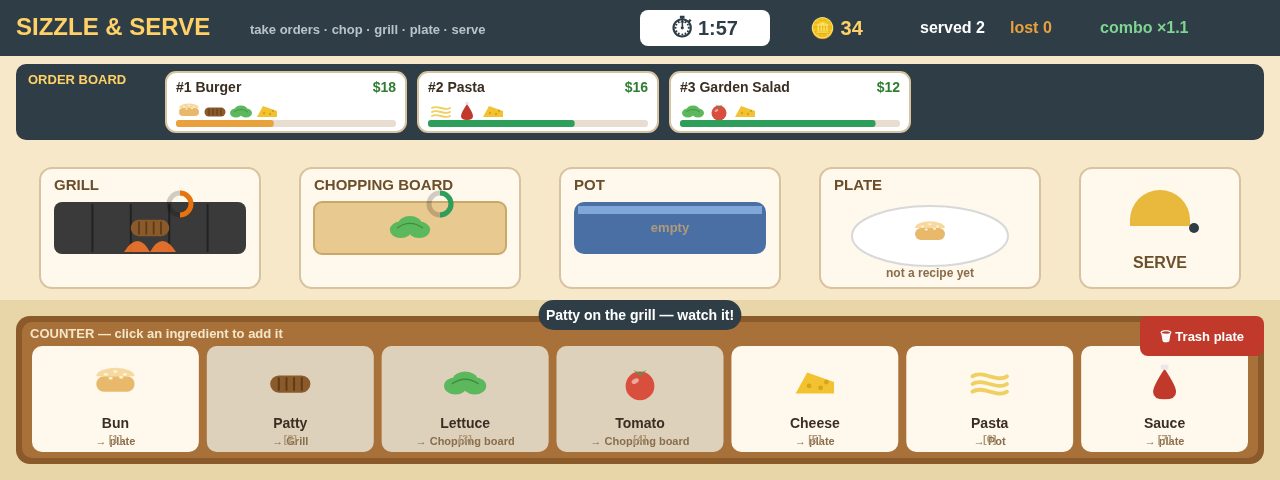 SIZZLE & SERVE
take orders · chop · grill · plate · serve
1:57
34
served 2
lost 0
combo ×1.1
ORDER BOARD
#1 Burger
$18
#2 Pasta
$16
#3 Garden Salad
$12
GRILL
CHOPPING BOARD
POT
PLATE
empty
not a recipe yet
SERVE
Patty on the grill — watch it!
COUNTER — click an ingredient to add it
Trash plate
Bun
→ plate
Patty
→ Grill
Lettuce
→ Chopping board
Tomato
→ Chopping board
Cheese
→ plate
Pasta
→ Pot
Sauce
→ plate